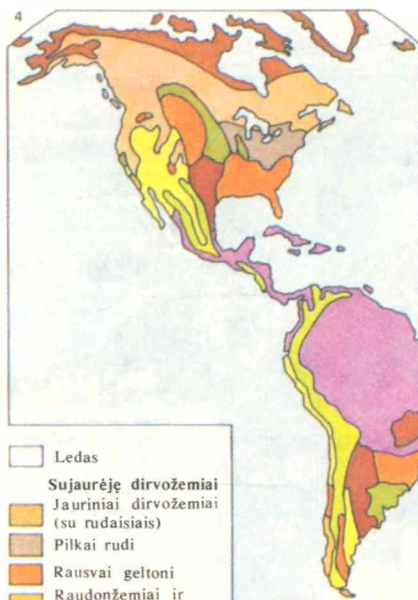 4
Ledas
Sujaurėję dirvožemiai
Jauriniai dirvožemiai
(su rudaisiais)
Pilkai rudi
Rausvai geltoni
Raudonžemiai ir